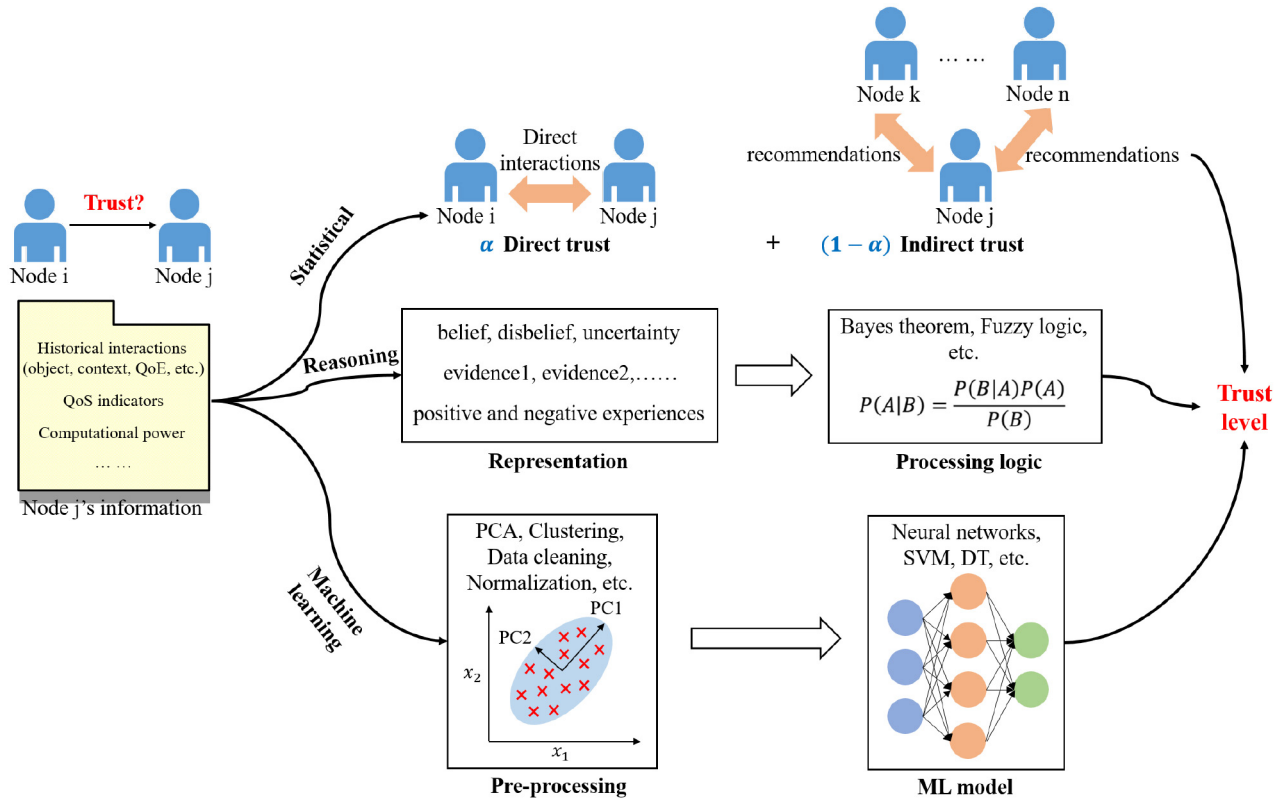 Trust?
Node i
Node j
Historical interactions
(object, context, QoE, etc.)
QoS indicators
Computational power
… …
Node j's information
Statistical
Reasoning
Machine
learning
Direct
interactions
Node i
Node j
α Direct trust
+
(1 − α) Indirect trust
Node k
… …
Node n
recommendations
recommendations
Node j
belief, disbelief, uncertainty
evidence1, evidence2,……
positive and negative experiences
Representation
Bayes theorem, Fuzzy logic,
etc.
P(A|B) = P(B|A)P(A) / P(B)
Processing logic
Trust
level
PCA, Clustering,
Data cleaning,
Normalization, etc.
PC1
PC2
x₂
x₁
Pre-processing
Neural networks,
SVM, DT, etc.
ML model